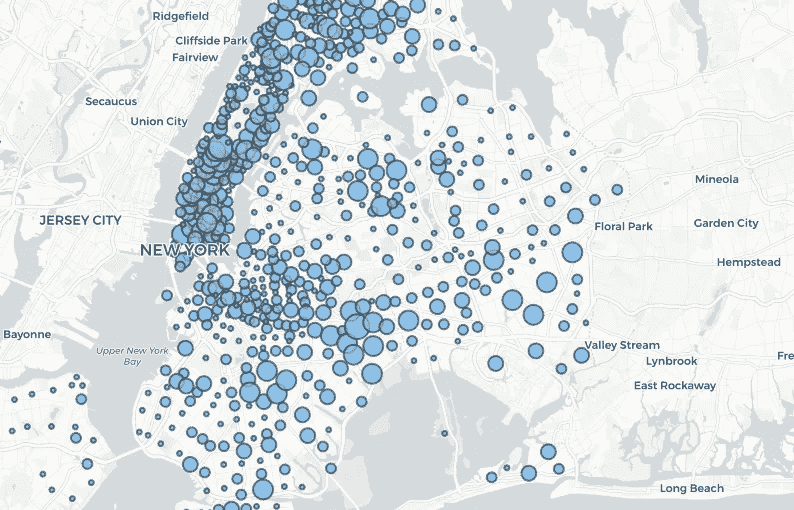 Ridgefield
Cliffside Park
Fairview
Secaucus
Union City
Mineola
JERSEY CITY
Floral Park
Garden City
NEW YORK
Hempstead
Bayonne
Upper New York
Bay
Valley Stream
Fre
Lynbrook
East Rockaway
Long Beach